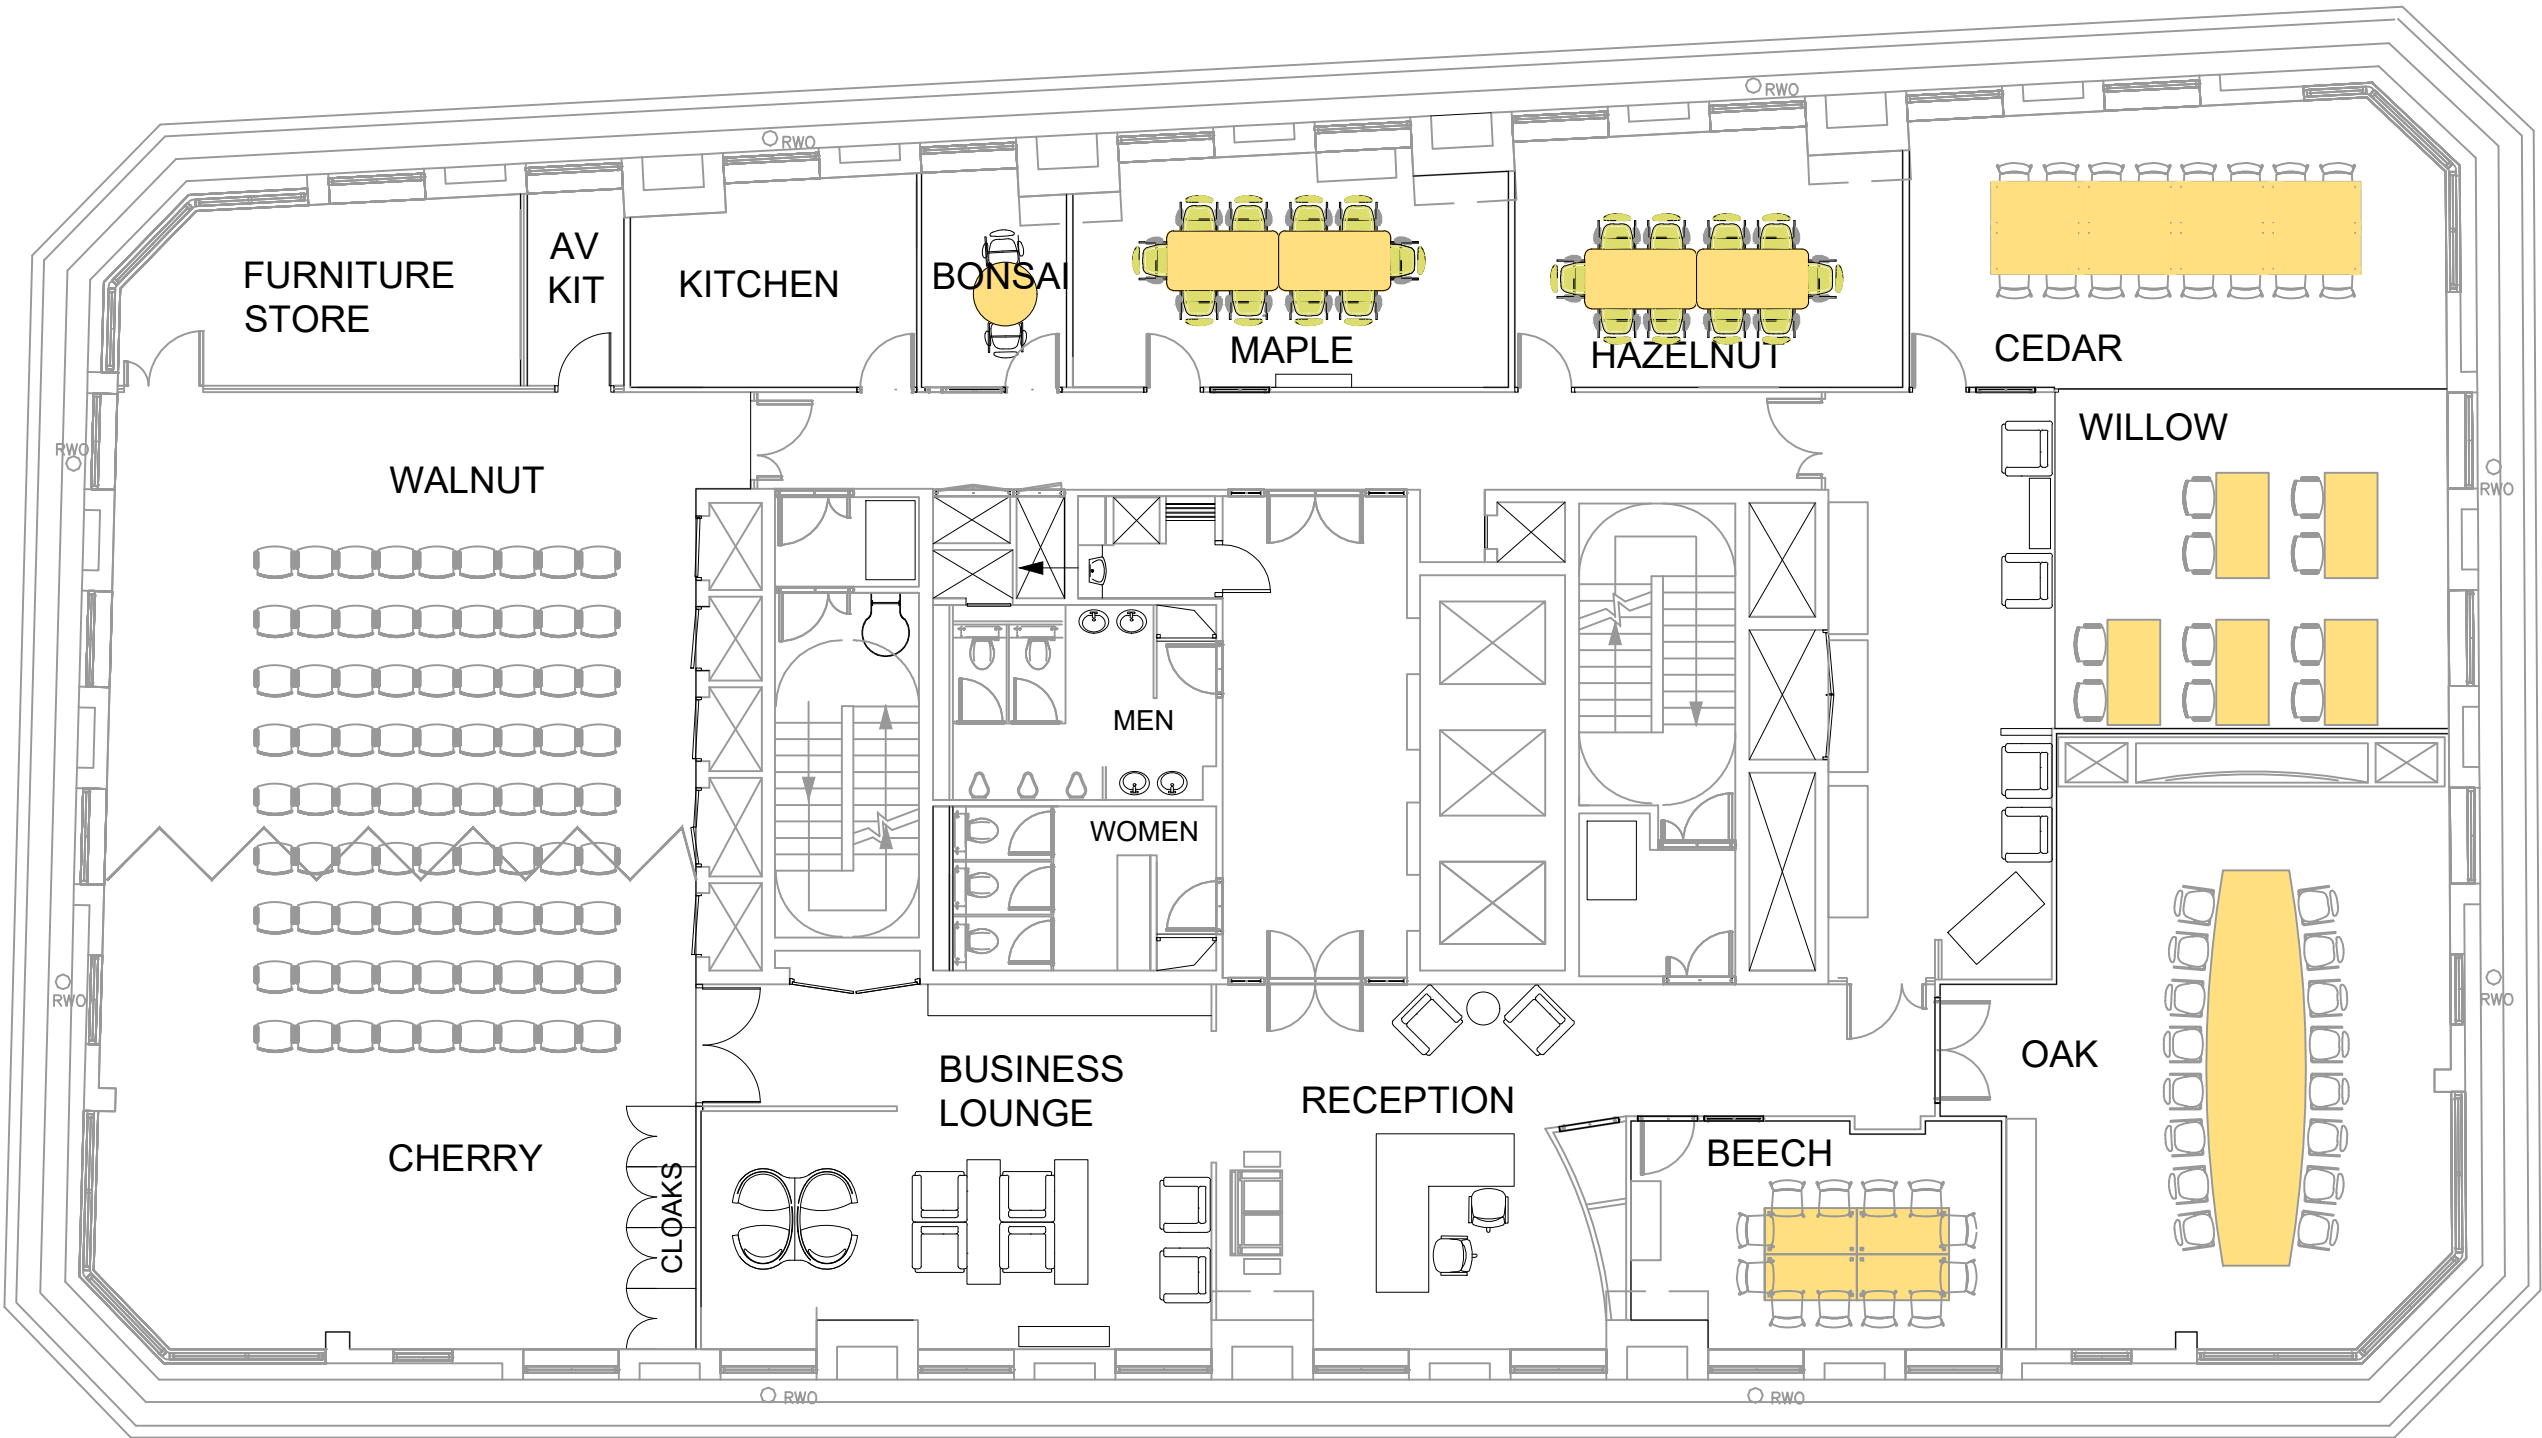 RWO
RWO
FURNITURE
STORE
AV
KIT
KITCHEN
BONSAI
MAPLE
HAZELNUT
CEDAR
WILLOW
WALNUT
RWO
RWO
MEN
WOMEN
RWO
RWO
BUSINESS
LOUNGE
RECEPTION
OAK
CHERRY
CLOAKS
BEECH
RWO
RWO